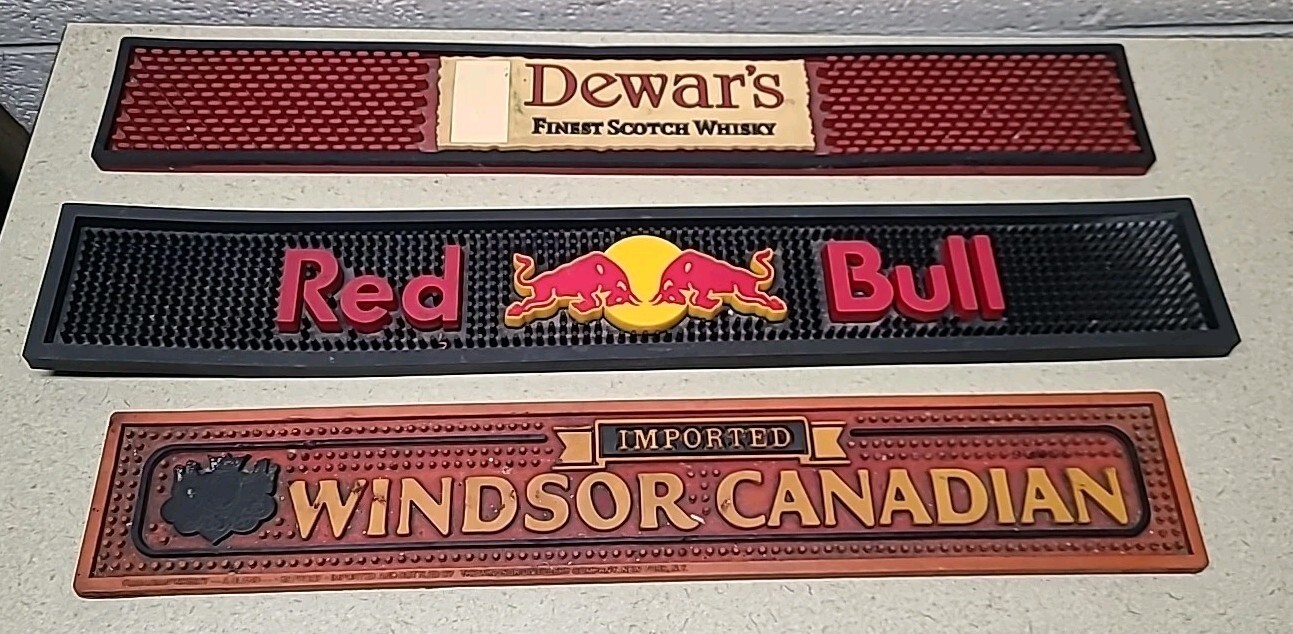 Dewar's
FINEST SCOTCH WHISKY
Red Bull
IMPORTED
WINDSOR CANADIAN